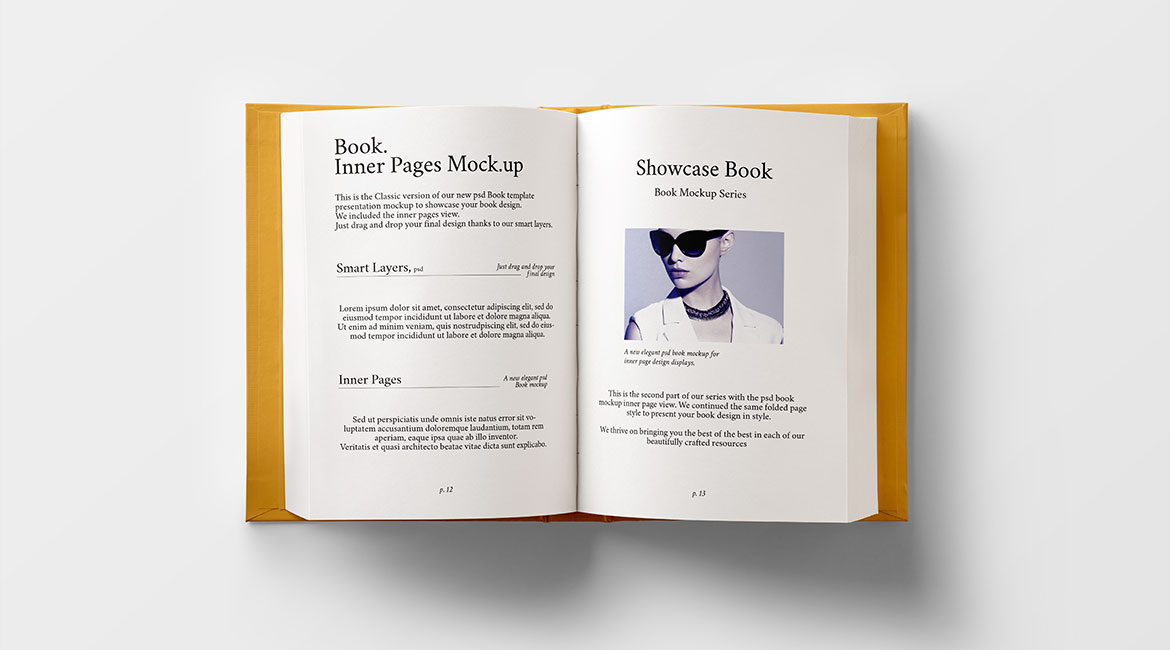 Book.
Inner Pages Mock.up
This is the Classic version of our new psd Book template
presentation mockup to showcase your book design.
We included the inner pages view.
Just drag and drop your final design thanks to our smart layers.
Smart Layers, psd
Just drag and drop your
final design
Lorem ipsum dolor sit amet, consectetur adipiscing elit, sed do
eiusmod tempor incididunt ut labore et dolore magna aliqua.
Ut enim ad minim veniam, quis nostrudpiscing elit, sed do eius-
mod tempor incididunt ut labore et dolore magna aliqua.
Inner Pages
A new elegant psd
Book mockup
Sed ut perspiciatis unde omnis iste natus error sit vo-
luptatem accusantium doloremque laudantium, totam rem
aperiam, eaque ipsa quae ab illo inventor.
Veritatis et quasi architecto beatae vitae dicta sunt explicabo.
p. 12
Showcase Book
Book Mockup Series
A new elegant psd book mockup for
inner page design displays.
This is the second part of our series with the psd book
mockup inner page view. We continued the same folded page
style to present your book design in style.
We thrive on bringing you the best of the best in each of our
beautifully crafted resources
p. 13